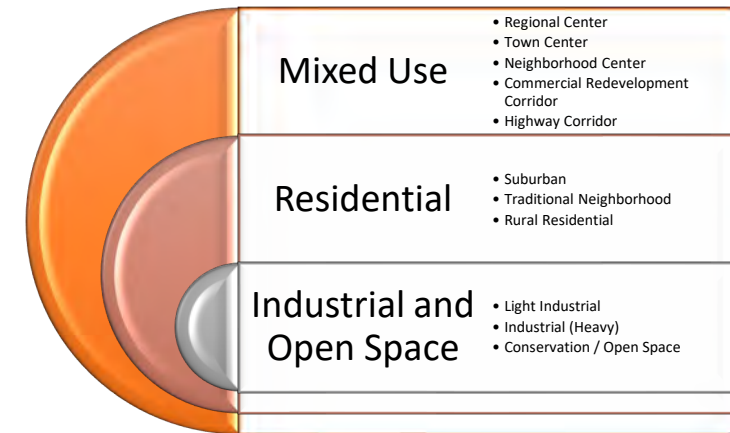 Mixed Use
• Regional Center
• Town Center
• Neighborhood Center
• Commercial Redevelopment
Corridor
• Highway Corridor
Residential
• Suburban
• Traditional Neighborhood
• Rural Residential
Industrial and
Open Space
• Light Industrial
• Industrial (Heavy)
• Conservation / Open Space